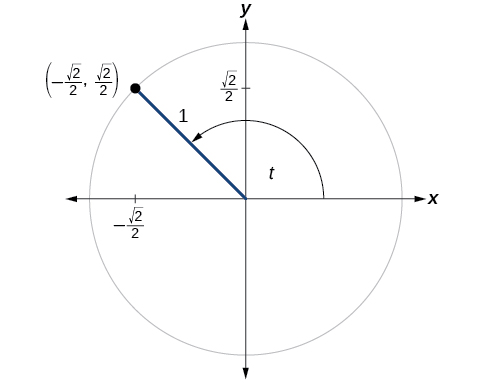 y
(-√2/2, √2/2)
√2/2
1
t
x
-√2/2